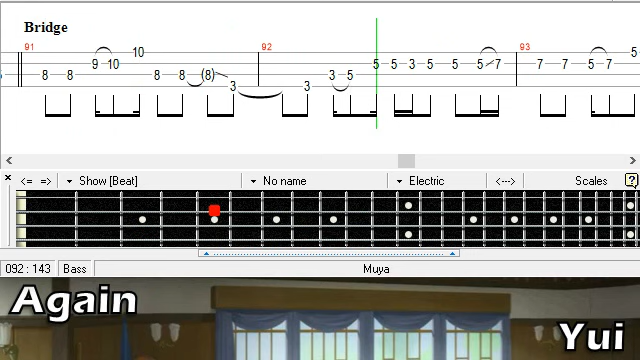 Bridge
91 92 93
10 5
9 10 5 5 3 5 5 5 7 7 7 5 7
8 8 8 8 (8) 3 5
3 3
<= => Show [Beat] No name Electric <---> Scales ?
092 : 143 Bass Muya
Again
Yui